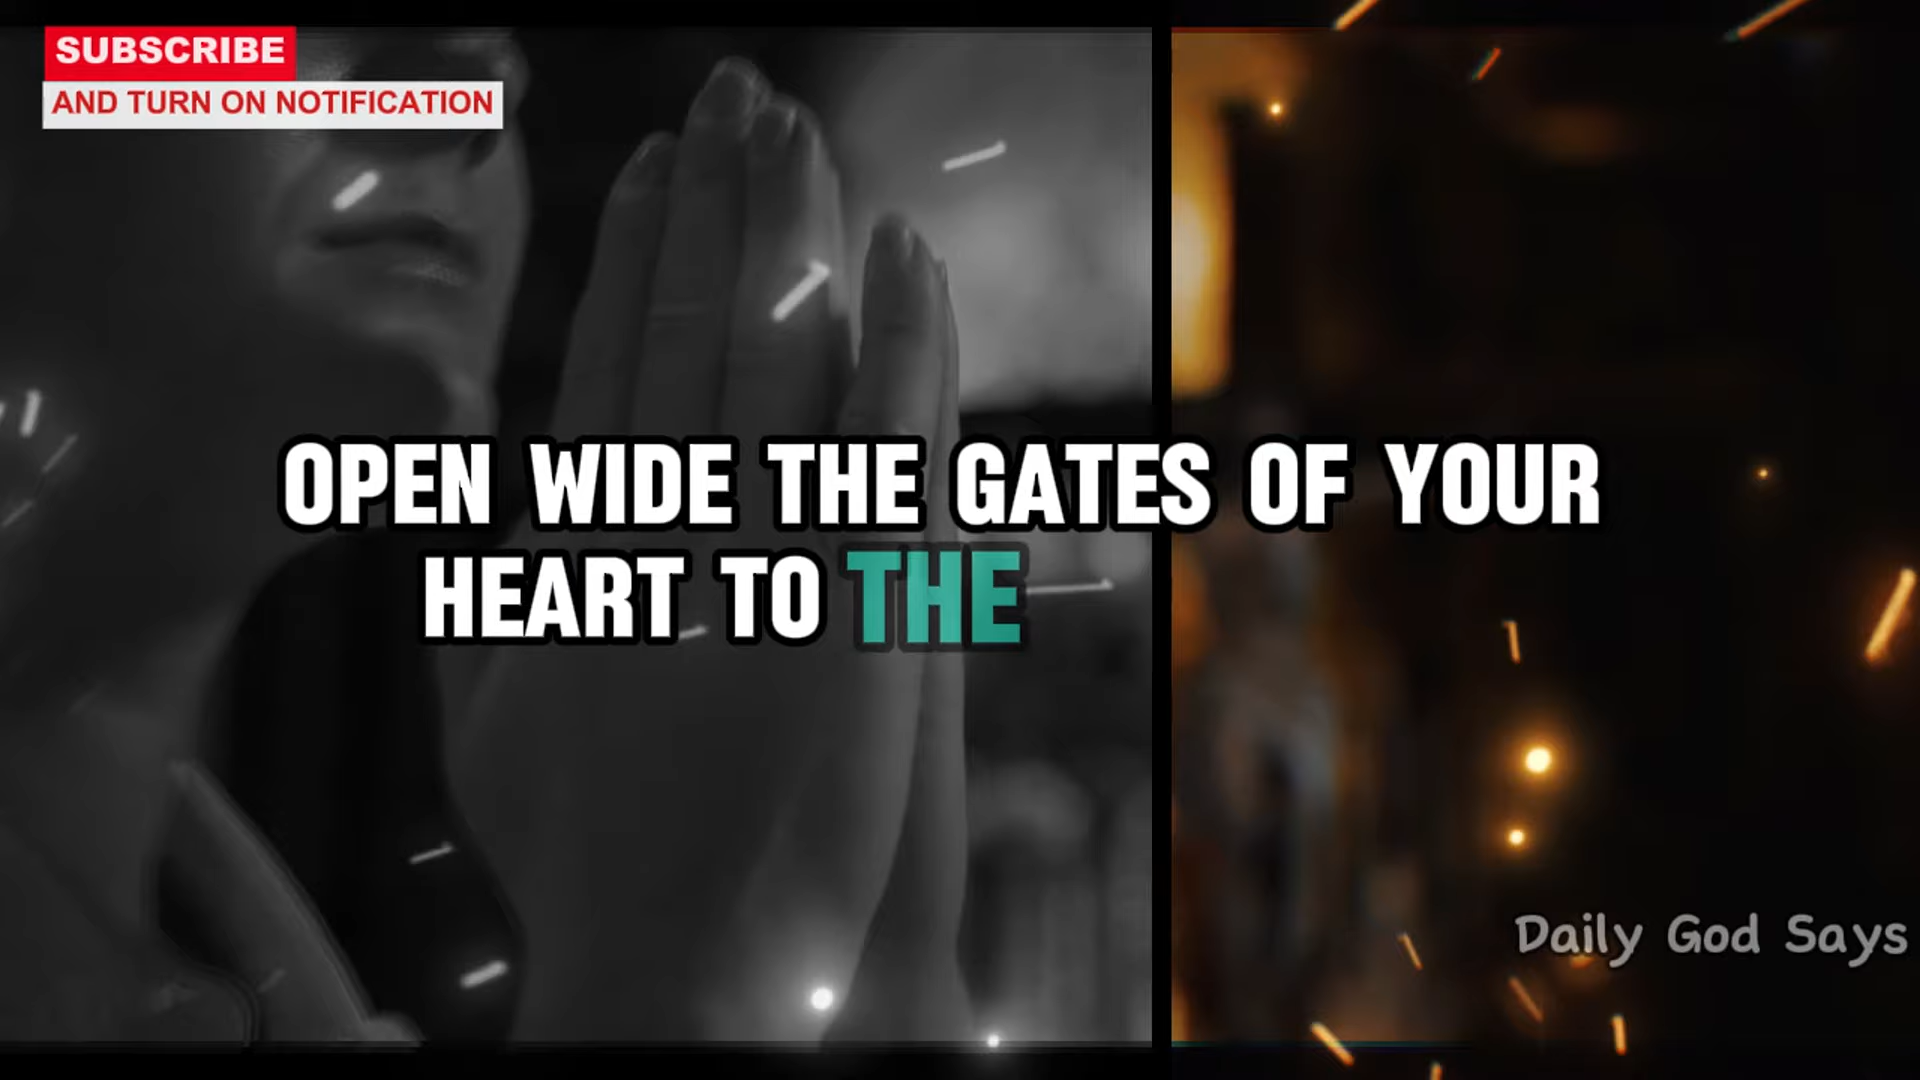 SUBSCRIBE
AND TURN ON NOTIFICATION
OPEN WIDE THE GATES OF YOUR
HEART TO THE
Daily God Says